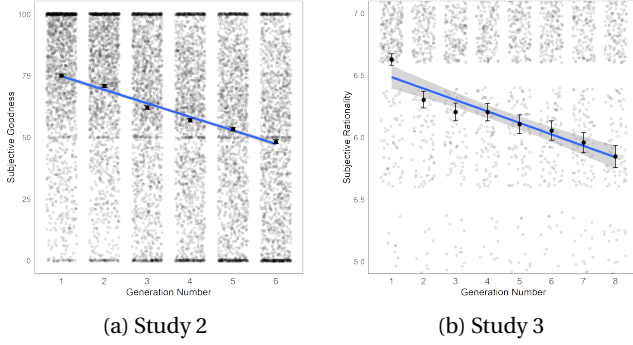 100
75
50
25
0
Subjective Goodness
1 2 3 4 5 6
Generation Number
(a) Study 2
7.0
6.5
6.0
5.5
5.0
Subjective Rationality
1 2 3 4 5 6 7 8
Generation Number
(b) Study 3